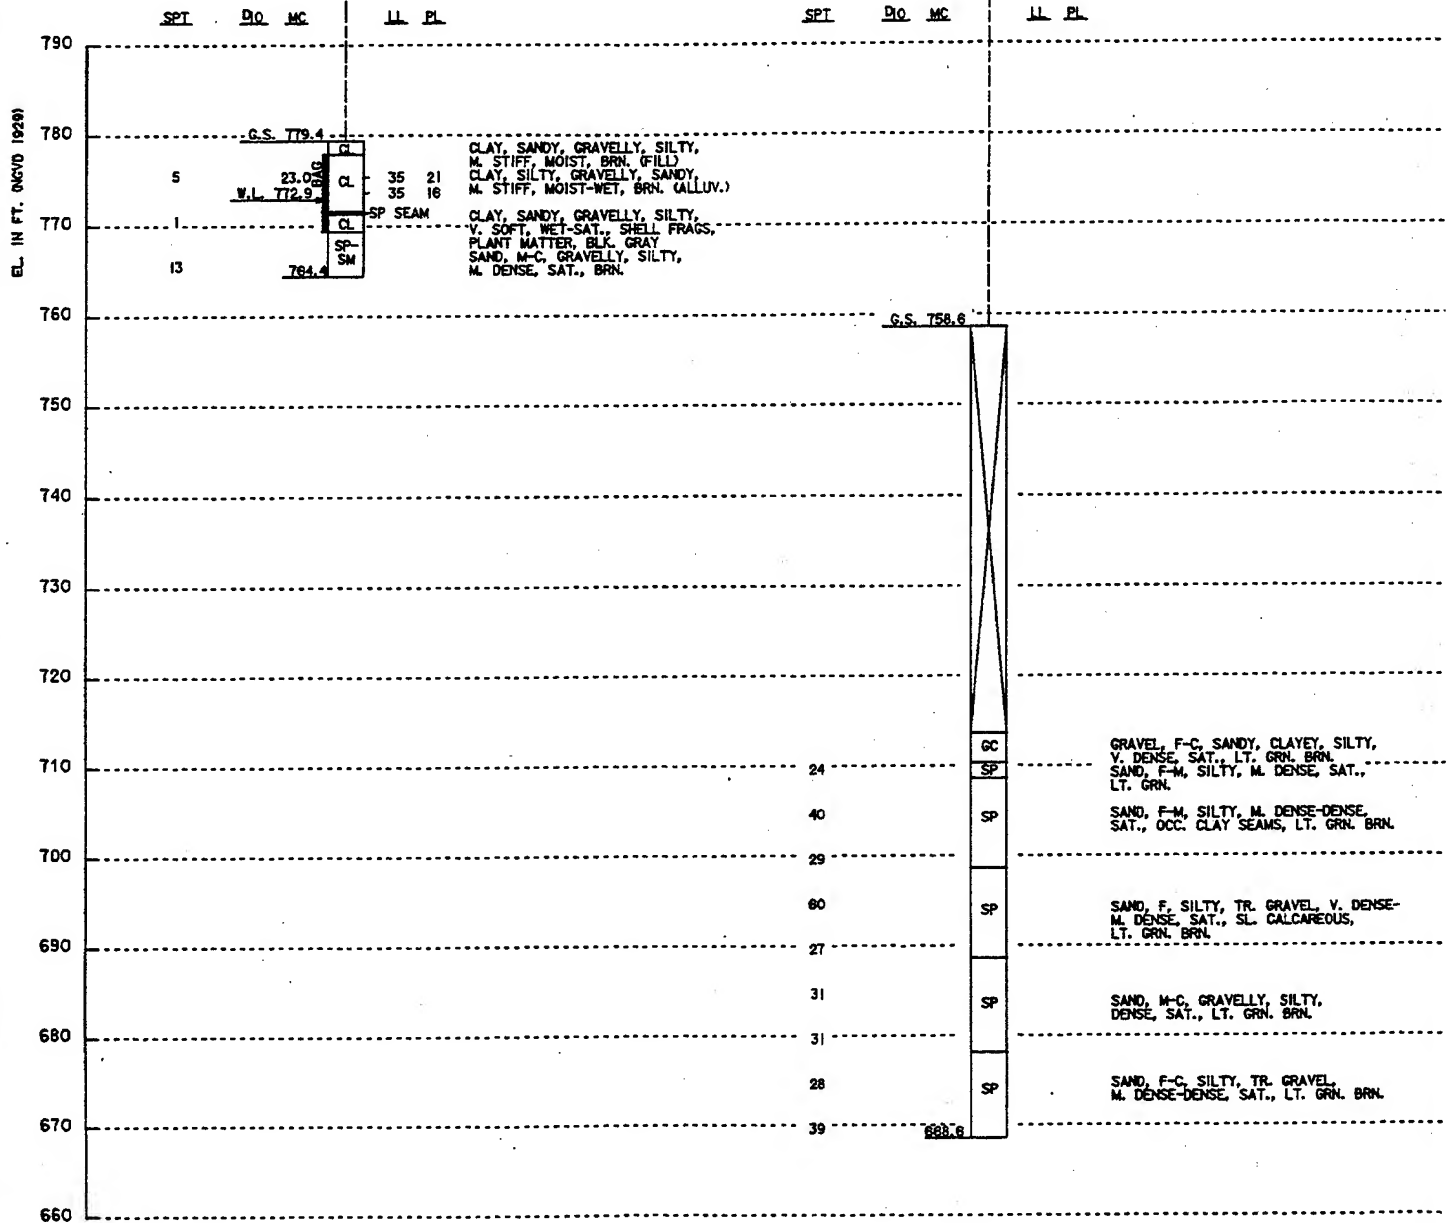 SPT D10 MC LL PL SPT D10 MC LL PL
EL. IN FT. (NGVD 1929)
790
780
770
760
750
740
730
720
710
700
690
680
670
660
G.S. 779.4
CL
5 23.0 BAG CL 35 21
W.L. 772.9 35 16
SP SEAM
1 CL
SP-
SM
13 764.4
CLAY, SANDY, GRAVELLY, SILTY,
M. STIFF, MOIST, BRN. (FILL)
CLAY, SILTY, GRAVELLY, SANDY,
M. STIFF, MOIST-WET, BRN. (ALLUV.)
CLAY, SANDY, GRAVELLY, SILTY,
V. SOFT, WET-SAT., SHELL FRAGS,
PLANT MATTER, BLK. GRAY
SAND, M-C, GRAVELLY, SILTY,
M. DENSE, SAT., BRN.
G.S. 758.6
GC
GRAVEL, F-C, SANDY, CLAYEY, SILTY,
V. DENSE, SAT., LT. GRN. BRN.
24 SP
SAND, F-M, SILTY, M. DENSE, SAT.,
LT. GRN.
40 SP
SAND, F-M, SILTY, M. DENSE-DENSE,
SAT., OCC. CLAY SEAMS, LT. GRN. BRN.
29
60 SP
SAND, F, SILTY, TR. GRAVEL, V. DENSE-
M. DENSE, SAT., SL. CALCAREOUS,
LT. GRN. BRN.
27
31 SP
SAND, M-C, GRAVELLY, SILTY,
DENSE, SAT., LT. GRN. BRN.
31
28 SP
SAND, F-C, SILTY, TR. GRAVEL,
M. DENSE-DENSE, SAT., LT. GRN. BRN.
39 668.6